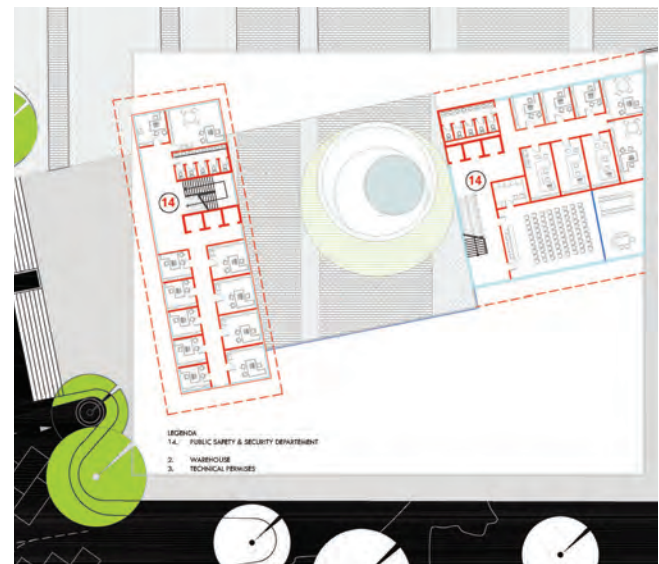 14
14
LEGENDA
14. PUBLIC SAFETY & SECURITY DEPARTEMENT
2. WAREHOUSE
3. TECHNICAL PERMISES